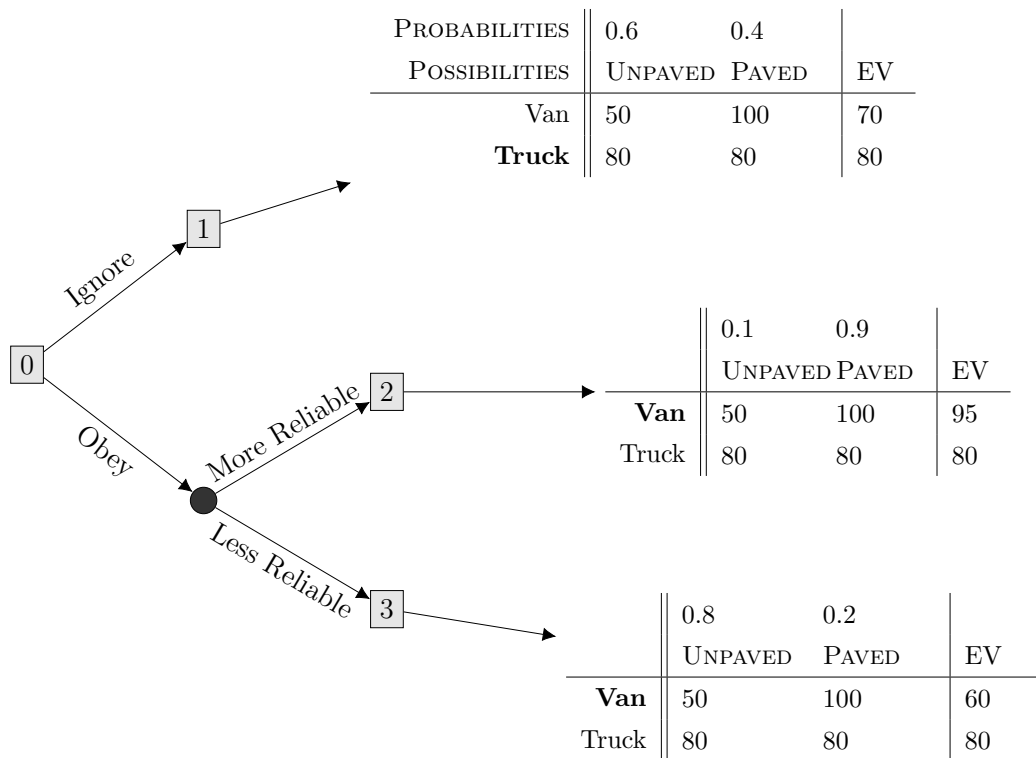 PROBABILITIES 0.6 0.4
POSSIBILITIES UNPAVED PAVED EV
Van 50 100 70
Truck 80 80 80
1
Ignore
0
0.1 0.9
UNPAVED PAVED EV
Van 50 100 95
Truck 80 80 80
2
More Reliable
Obey
Less Reliable
3
0.8 0.2
UNPAVED PAVED EV
Van 50 100 60
Truck 80 80 80